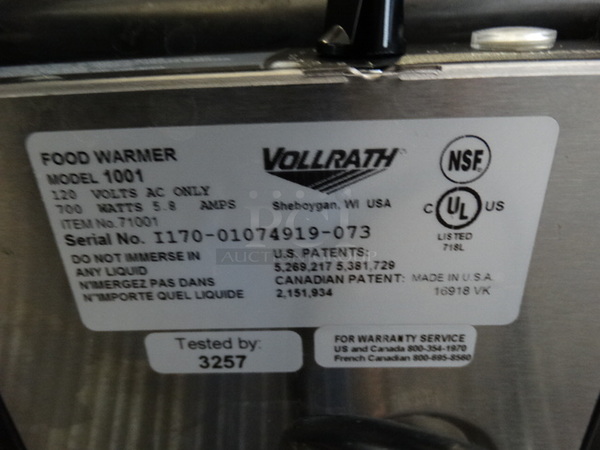 FOOD WARMER
MODEL 1001
120 VOLTS AC ONLY
700 WATTS 5.8 AMPS
ITEM No. 71001
Serial No. I170-01074919-073
DO NOT IMMERSE IN
ANY LIQUID
N'IMERGEZ PAS DANS
N'IMPORTE QUEL LIQUIDE
VOLLRATH
Sheboygan, WI USA
U.S. PATENTS:
5,269,217 5,381,729
CANADIAN PATENT:
2,151,934
NSF
C UL US
LISTED
718L
MADE IN U.S.A.
16918 VK
Tested by:
3257
FOR WARRANTY SERVICE
US and Canada 800-354-1970
French Canadian 800-695-8560